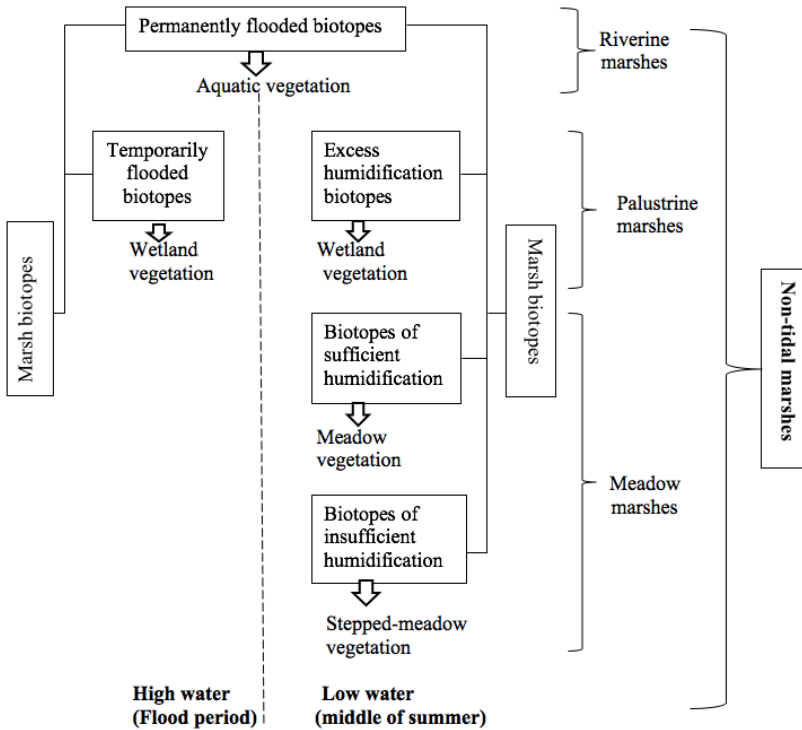 Permanently flooded biotopes
Riverine
marshes
Aquatic vegetation
Temporarily
flooded
biotopes
Excess
humidification
biotopes
Palustrine
marshes
Wetland
vegetation
Wetland
vegetation
Marsh biotopes
Marsh biotopes
Non-tidal marshes
Biotopes of
sufficient
humidification
Meadow
vegetation
Meadow
marshes
Biotopes of
insufficient
humidification
Stepped-meadow
vegetation
High water
(Flood period)
Low water
(middle of summer)